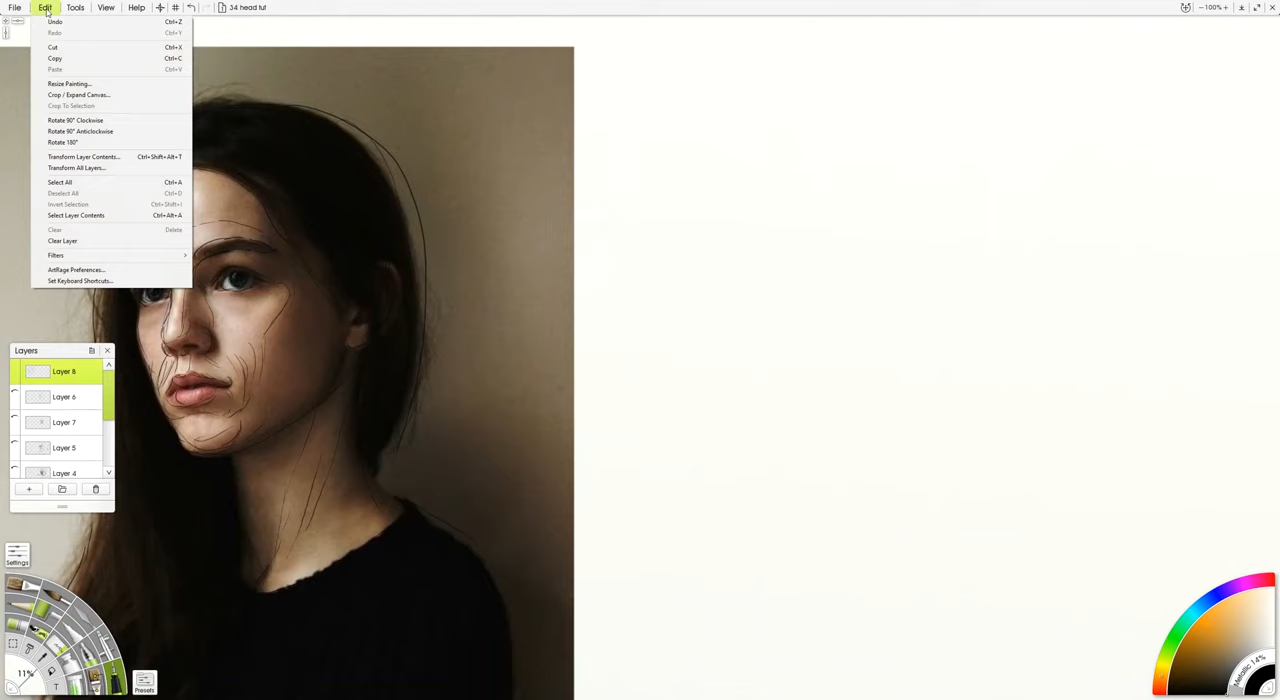 File Edit Tools View Help 34 head tut −100%+
Undo Ctrl+Z
Redo Ctrl+Y
Cut Ctrl+X
Copy Ctrl+C
Paste Ctrl+V
Resize Painting...
Crop / Expand Canvas...
Crop To Selection
Rotate 90° Clockwise
Rotate 90° Anticlockwise
Rotate 180°
Transform Layer Contents... Ctrl+Shift+Alt+T
Transform All Layers...
Select All Ctrl+A
Deselect All Ctrl+D
Invert Selection Ctrl+Shift+I
Select Layer Contents Ctrl+Alt+A
Clear Delete
Clear Layer
Filters
ArtRage Preferences...
Set Keyboard Shortcuts...
Layers
Layer 8
Layer 6
Layer 7
Layer 5
Layer 4
Settings
11%
T
Presets
Metallic 14%